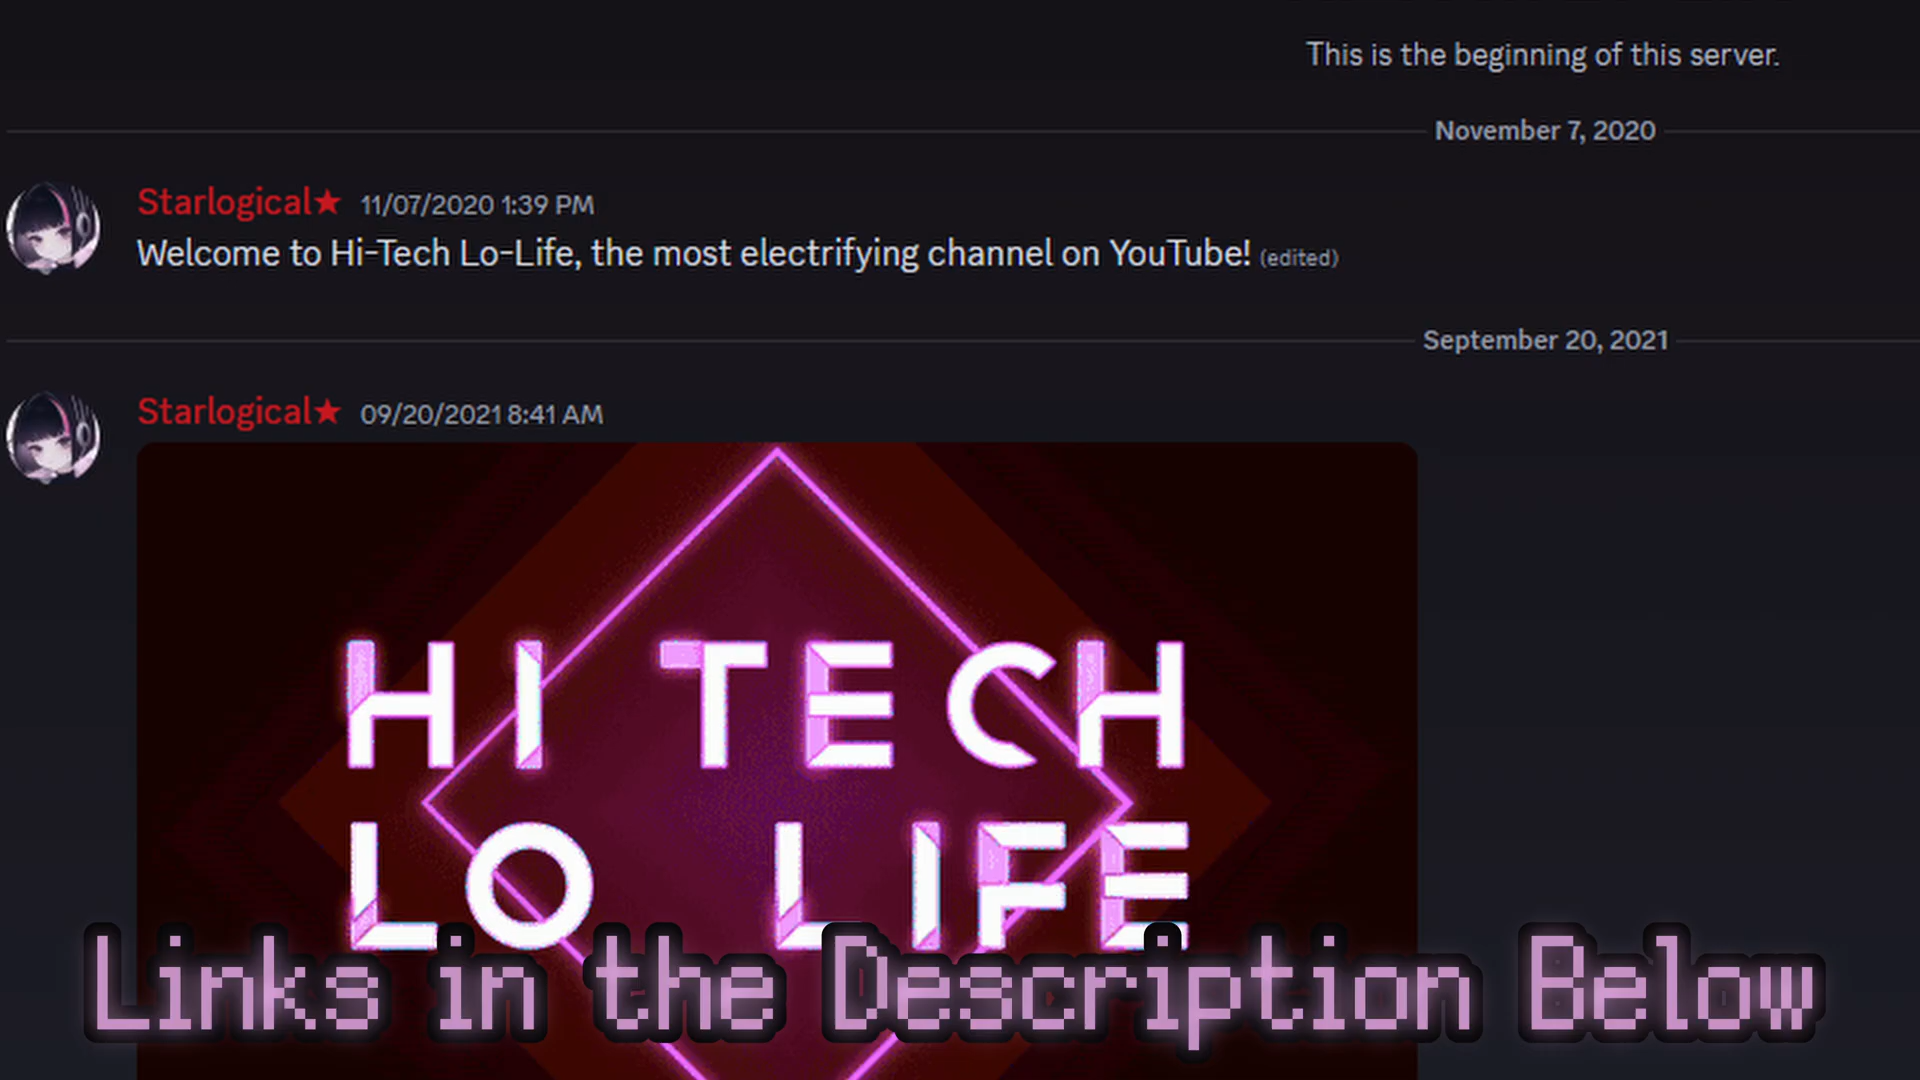 This is the beginning of this server.
November 7, 2020
Starlogical★ 11/07/2020 1:39 PM
Welcome to Hi-Tech Lo-Life, the most electrifying channel on YouTube! (edited)
September 20, 2021
Starlogical★ 09/20/2021 8:41 AM
HI TECH
LO LIFE
Links in the Description Below